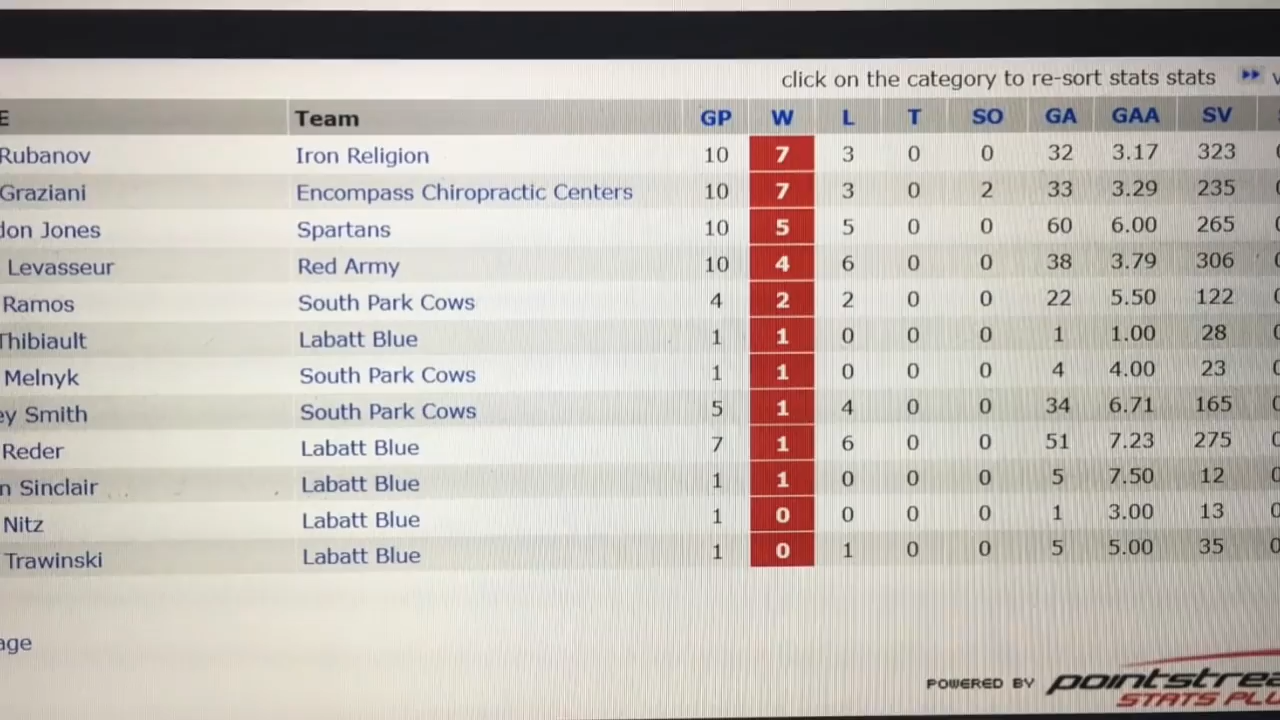 click on the category to re-sort stats stats
E Team GP W L T SO GA GAA SV
Rubanov Iron Religion 10 7 3 0 0 32 3.17 323
Graziani Encompass Chiropractic Centers 10 7 3 0 2 33 3.29 235
don Jones Spartans 10 5 5 0 0 60 6.00 265
Levasseur Red Army 10 4 6 0 0 38 3.79 306
Ramos South Park Cows 4 2 2 0 0 22 5.50 122
Thibiault Labatt Blue 1 1 0 0 0 1 1.00 28
Melnyk South Park Cows 1 1 0 0 0 4 4.00 23
ey Smith South Park Cows 5 1 4 0 0 34 6.71 165
Reder Labatt Blue 7 1 6 0 0 51 7.23 275
n Sinclair Labatt Blue 1 1 0 0 0 5 7.50 12
Nitz Labatt Blue 1 0 0 0 0 1 3.00 13
Trawinski Labatt Blue 1 0 1 0 0 5 5.00 35
age
POWERED BY pointstrea
STATS PLU